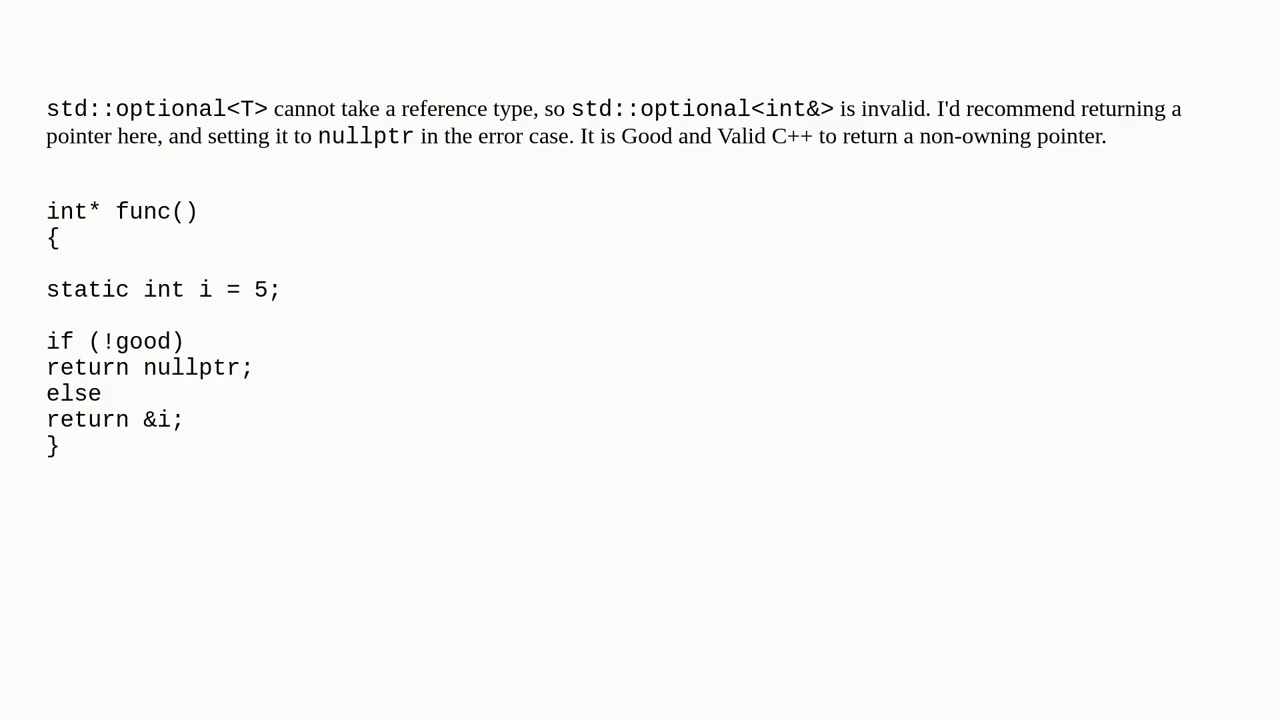 std::optional<T> cannot take a reference type, so std::optional<int&> is invalid. I'd recommend returning a
pointer here, and setting it to nullptr in the error case. It is Good and Valid C++ to return a non-owning pointer.
int* func()
{
static int i = 5;
if (!good)
return nullptr;
else
return &i;
}